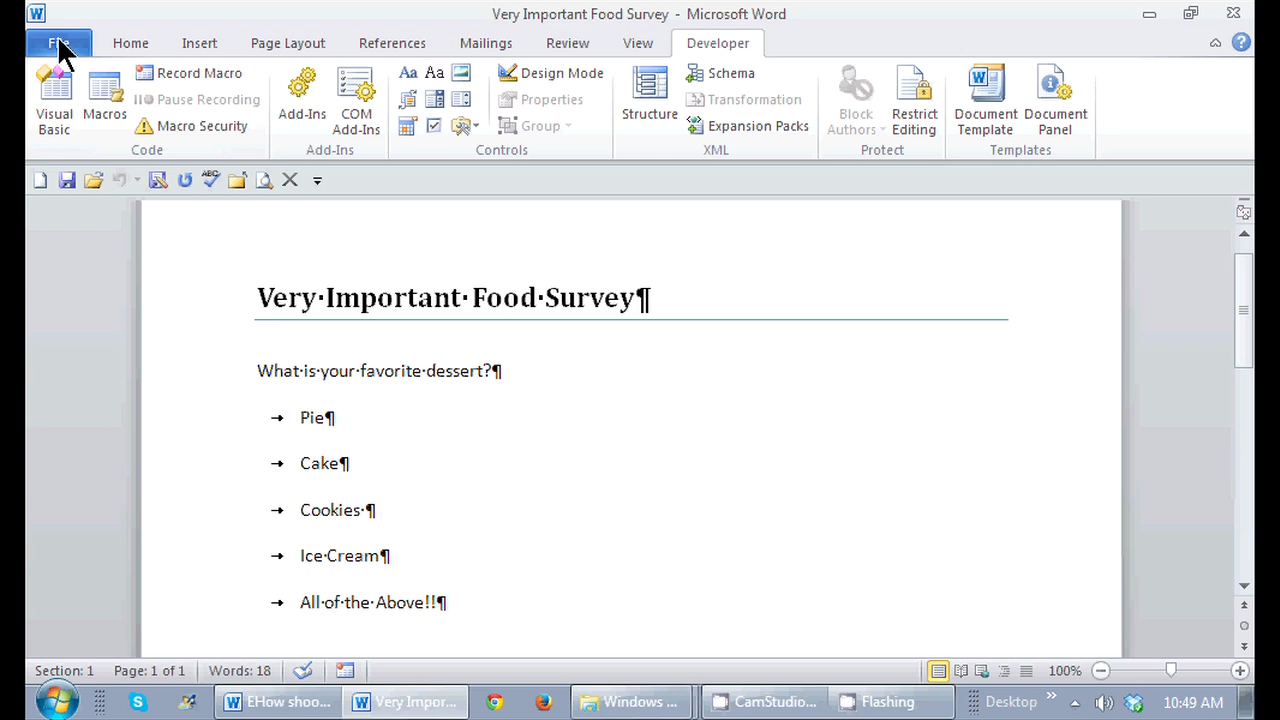 Very Important Food Survey - Microsoft Word
File Home Insert Page Layout References Mailings Review View Developer
Visual Basic
Macros
Record Macro
Pause Recording
Macro Security
Code
Add-Ins
COM Add-Ins
Add-Ins
Aa Aa
Design Mode
Properties
Group
Controls
Structure
Schema
Transformation
Expansion Packs
XML
Block Authors
Restrict Editing
Protect
Document Template
Document Panel
Templates
ABC
Very·Important·Food·Survey¶
What·is·your·favorite·dessert?¶
→ Pie¶
→ Cake¶
→ Cookies·¶
→ Ice·Cream¶
→ All·of·the·Above!!¶
Section: 1 Page: 1 of 1 Words: 18 100%
EHow shoo... Very Impor... Windows ... CamStudio... Flashing Desktop » 10:49 AM